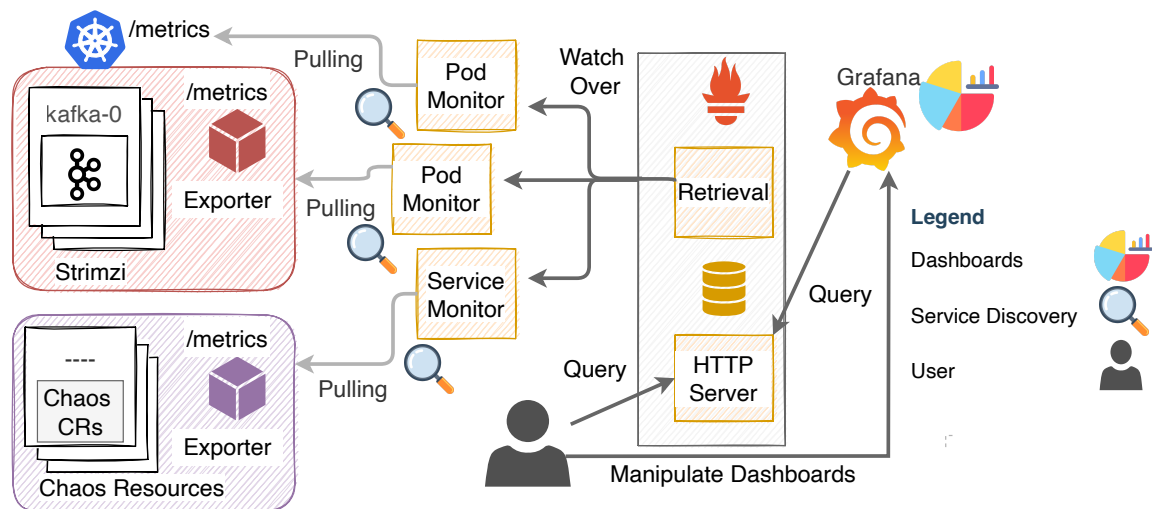 /metrics
Pulling
Pod
Monitor
Watch
Over
Grafana
/metrics
kafka-0
Exporter
Strimzi
Pulling
Pod
Monitor
Retrieval
Legend
Dashboards
Service Discovery
User
Service
Monitor
Query
/metrics
----
Chaos
CRs
Exporter
Chaos Resources
Pulling
Query
HTTP
Server
Manipulate Dashboards